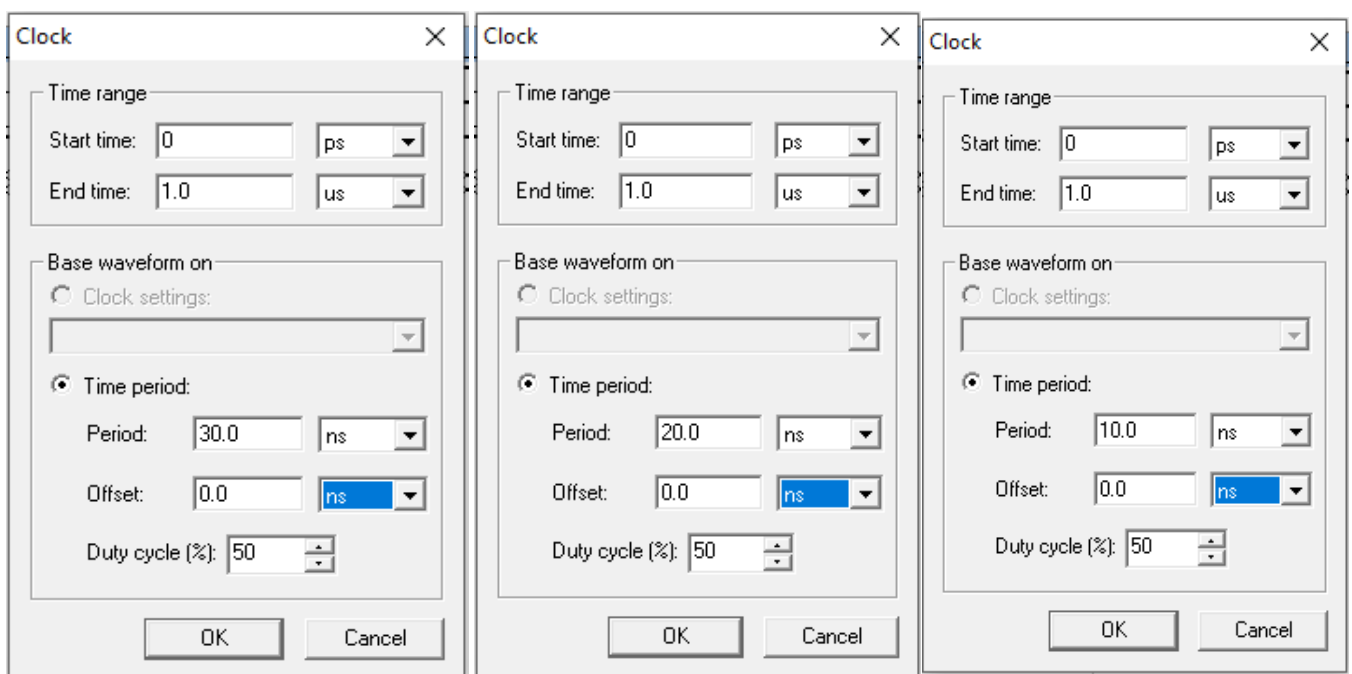 Clock
Time range
Start time: 0 ps
End time: 1.0 us
Base waveform on
Clock settings:
Time period:
Period: 30.0 ns
Offset: 0.0 ns
Duty cycle (%): 50
OK Cancel
Clock
Time range
Start time: 0 ps
End time: 1.0 us
Base waveform on
Clock settings:
Time period:
Period: 20.0 ns
Offset: 0.0 ns
Duty cycle (%): 50
OK Cancel
Clock
Time range
Start time: 0 ps
End time: 1.0 us
Base waveform on
Clock settings:
Time period:
Period: 10.0 ns
Offset: 0.0 ns
Duty cycle (%): 50
OK Cancel